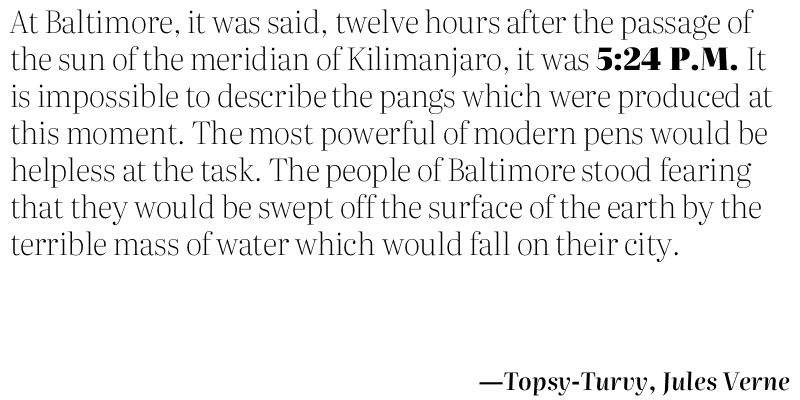 At Baltimore, it was said, twelve hours after the passage of
the sun of the meridian of Kilimanjaro, it was 5:24 P.M. It
is impossible to describe the pangs which were produced at
this moment. The most powerful of modern pens would be
helpless at the task. The people of Baltimore stood fearing
that they would be swept off the surface of the earth by the
terrible mass of water which would fall on their city.
—Topsy-Turvy, Jules Verne